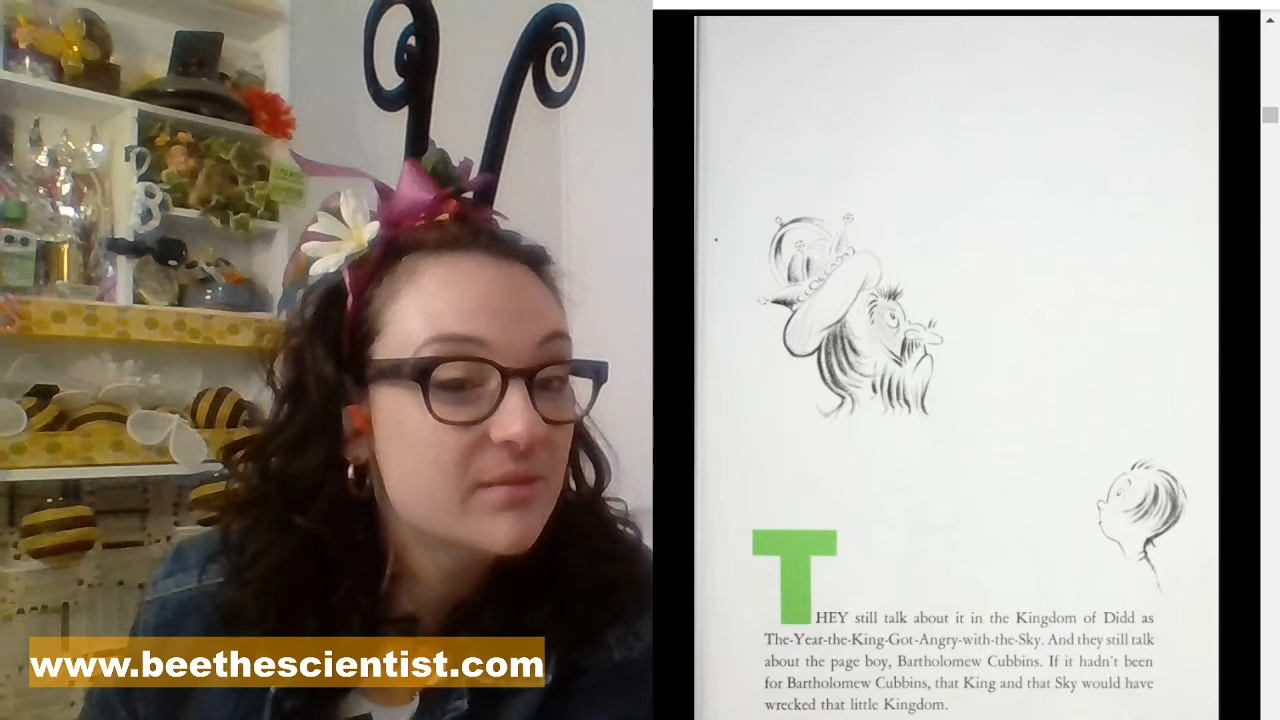 www.beethescientist.com
THEY still talk about it in the Kingdom of Didd as
The-Year-the-King-Got-Angry-with-the-Sky. And they still talk
about the page boy, Bartholomew Cubbins. If it hadn't been
for Bartholomew Cubbins, that King and that Sky would have
wrecked that little Kingdom.